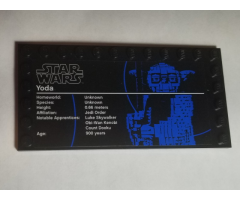 STAR
WARS
Yoda
Homeworld: Unknown
Species: Unknown
Height: 0.66 meters
Affiliation: Jedi Order
Notable Apprentices: Luke Skywalker
Obi-Wan Kenobi
Count Dooku
Age: 900 years